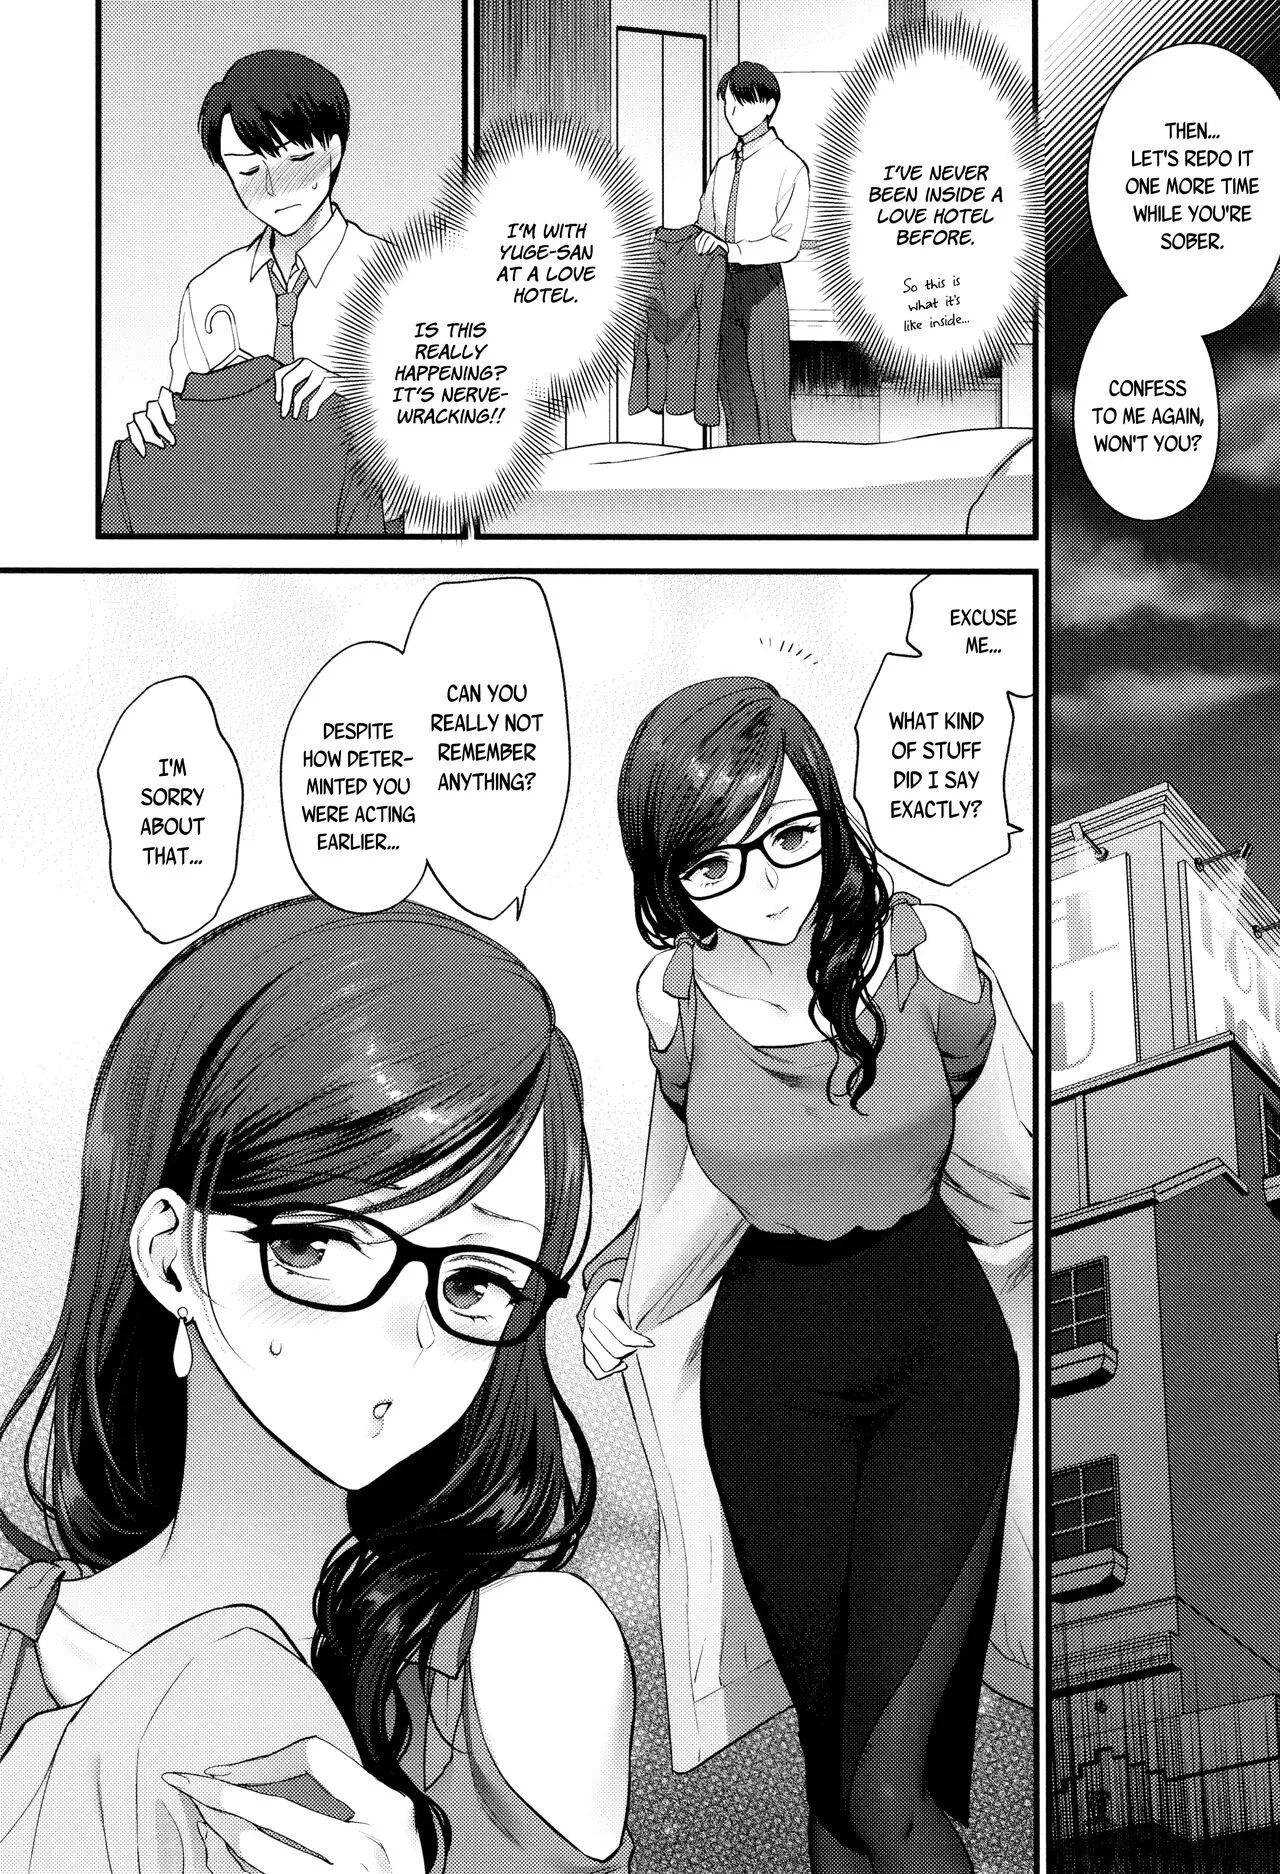 THEN...
LET'S REDO IT
ONE MORE TIME
WHILE YOU'RE
SOBER.
CONFESS
TO ME AGAIN,
WON'T YOU?
I'VE NEVER
BEEN INSIDE A
LOVE HOTEL
BEFORE.
So this is
what it's
like inside...
I'M WITH
YUGE-SAN
AT A LOVE
HOTEL.
IS THIS
REALLY
HAPPENING?
IT'S NERVE-
WRACKING!!
EXCUSE
ME...
WHAT KIND
OF STUFF
DID I SAY
EXACTLY?
CAN YOU
REALLY NOT
REMEMBER
ANYTHING?
DESPITE
HOW DETER-
MINTED YOU
WERE ACTING
EARLIER...
I'M
SORRY
ABOUT
THAT...